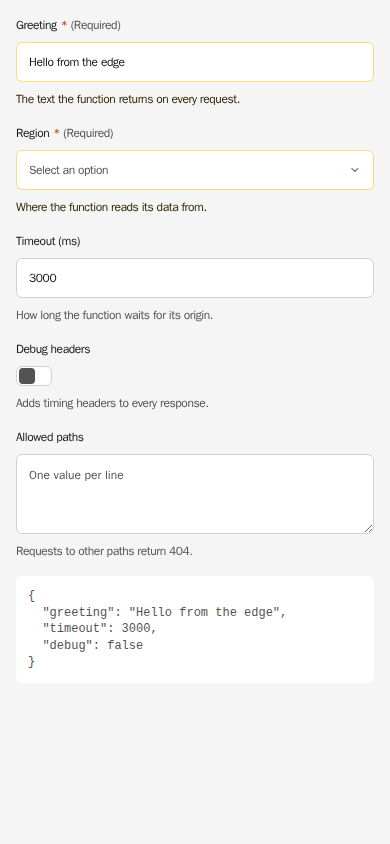 Greeting * (Required)
Hello from the edge
The text the function returns on every request.
Region * (Required)
Select an option
Where the function reads its data from.
Timeout (ms)
3000
How long the function waits for its origin.
Debug headers
Adds timing headers to every response.
Allowed paths
One value per line
Requests to other paths return 404.
{
  "greeting": "Hello from the edge",
  "timeout": 3000,
  "debug": false
}